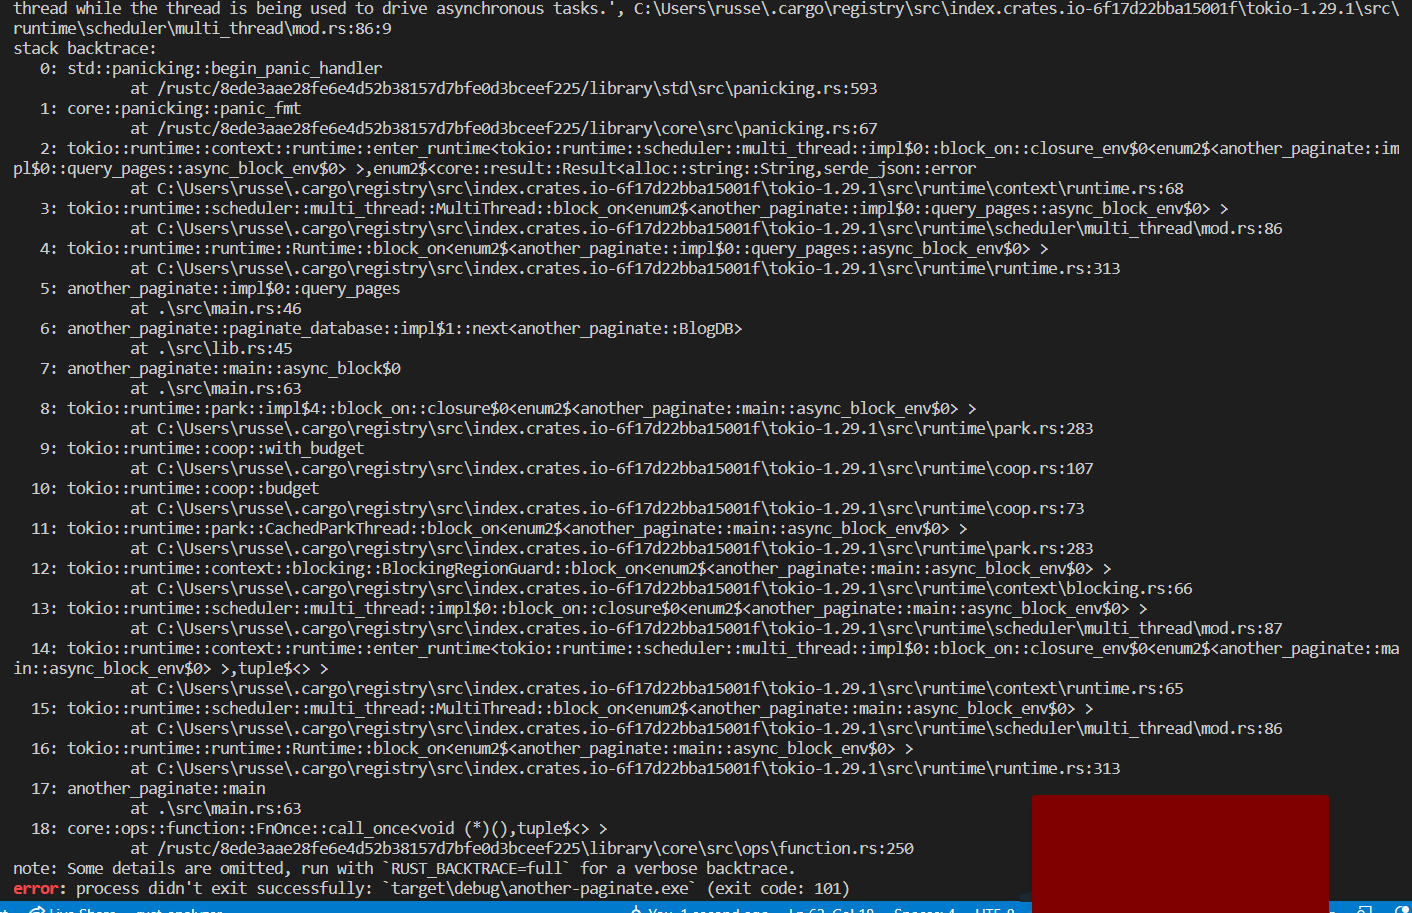 thread while the thread is being used to drive asynchronous tasks.', C:\Users\russe\.cargo\registry\src\index.crates.io-6f17d22bba15001f\tokio-1.29.1\src\
runtime\scheduler\multi_thread\mod.rs:86:9
stack backtrace:
0: std::panicking::begin_panic_handler
at /rustc/8ede3aae28fe6e4d52b38157d7bfe0d3bceef225/library\std\src\panicking.rs:593
1: core::panicking::panic_fmt
at /rustc/8ede3aae28fe6e4d52b38157d7bfe0d3bceef225/library\core\src\panicking.rs:67
2: tokio::runtime::context::runtime::enter_runtime<tokio::runtime::scheduler::multi_thread::impl$0::block_on::closure_env$0<enum2$<another_paginate::im
pl$0::query_pages::async_block_env$0> >,enum2$<core::result::Result<alloc::string::String,serde_json::error
at C:\Users\russe\.cargo\registry\src\index.crates.io-6f17d22bba15001f\tokio-1.29.1\src\runtime\context\runtime.rs:68
3: tokio::runtime::scheduler::multi_thread::MultiThread::block_on<enum2$<another_paginate::impl$0::query_pages::async_block_env$0> >
at C:\Users\russe\.cargo\registry\src\index.crates.io-6f17d22bba15001f\tokio-1.29.1\src\runtime\scheduler\multi_thread\mod.rs:86
4: tokio::runtime::runtime::Runtime::block_on<enum2$<another_paginate::impl$0::query_pages::async_block_env$0> >
at C:\Users\russe\.cargo\registry\src\index.crates.io-6f17d22bba15001f\tokio-1.29.1\src\runtime\runtime.rs:313
5: another_paginate::impl$0::query_pages
at .\src\main.rs:46
6: another_paginate::paginate_database::impl$1::next<another_paginate::BlogDB>
at .\src\lib.rs:45
7: another_paginate::main::async_block$0
at .\src\main.rs:63
8: tokio::runtime::park::impl$4::block_on::closure$0<enum2$<another_paginate::main::async_block_env$0> >
at C:\Users\russe\.cargo\registry\src\index.crates.io-6f17d22bba15001f\tokio-1.29.1\src\runtime\park.rs:283
9: tokio::runtime::coop::with_budget
at C:\Users\russe\.cargo\registry\src\index.crates.io-6f17d22bba15001f\tokio-1.29.1\src\runtime\coop.rs:107
10: tokio::runtime::coop::budget
at C:\Users\russe\.cargo\registry\src\index.crates.io-6f17d22bba15001f\tokio-1.29.1\src\runtime\coop.rs:73
11: tokio::runtime::park::CachedParkThread::block_on<enum2$<another_paginate::main::async_block_env$0> >
at C:\Users\russe\.cargo\registry\src\index.crates.io-6f17d22bba15001f\tokio-1.29.1\src\runtime\park.rs:283
12: tokio::runtime::context::blocking::BlockingRegionGuard::block_on<enum2$<another_paginate::main::async_block_env$0> >
at C:\Users\russe\.cargo\registry\src\index.crates.io-6f17d22bba15001f\tokio-1.29.1\src\runtime\context\blocking.rs:66
13: tokio::runtime::scheduler::multi_thread::impl$0::block_on::closure$0<enum2$<another_paginate::main::async_block_env$0> >
at C:\Users\russe\.cargo\registry\src\index.crates.io-6f17d22bba15001f\tokio-1.29.1\src\runtime\scheduler\multi_thread\mod.rs:87
14: tokio::runtime::context::runtime::enter_runtime<tokio::runtime::scheduler::multi_thread::impl$0::block_on::closure_env$0<enum2$<another_paginate::ma
in::async_block_env$0> >,tuple$<> >
at C:\Users\russe\.cargo\registry\src\index.crates.io-6f17d22bba15001f\tokio-1.29.1\src\runtime\context\runtime.rs:65
15: tokio::runtime::scheduler::multi_thread::MultiThread::block_on<enum2$<another_paginate::main::async_block_env$0> >
at C:\Users\russe\.cargo\registry\src\index.crates.io-6f17d22bba15001f\tokio-1.29.1\src\runtime\scheduler\multi_thread\mod.rs:86
16: tokio::runtime::runtime::Runtime::block_on<enum2$<another_paginate::main::async_block_env$0> >
at C:\Users\russe\.cargo\registry\src\index.crates.io-6f17d22bba15001f\tokio-1.29.1\src\runtime\runtime.rs:313
17: another_paginate::main
at .\src\main.rs:63
18: core::ops::function::FnOnce::call_once<void (*)(),tuple$<> >
at /rustc/8ede3aae28fe6e4d52b38157d7bfe0d3bceef225\library\core\src\ops\function.rs:250
note: Some details are omitted, run with `RUST_BACKTRACE=full` for a verbose backtrace.
error: process didn't exit successfully: `target\debug\another-paginate.exe` (exit code: 101)